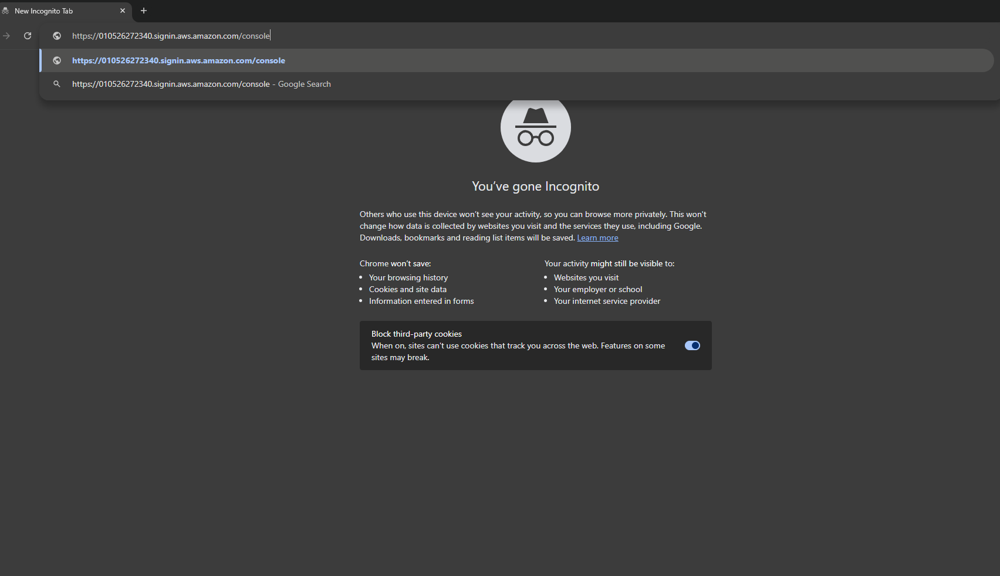 New Incognito Tab
https://010526272340.signin.aws.amazon.com/console
https://010526272340.signin.aws.amazon.com/console
https://010526272340.signin.aws.amazon.com/console - Google Search
You've gone Incognito
Others who use this device won't see your activity, so you can browse more privately. This won't
change how data is collected by websites you visit and the services they use, including Google.
Downloads, bookmarks and reading list items will be saved. Learn more
Chrome won't save:
• Your browsing history
• Cookies and site data
• Information entered in forms
Your activity might still be visible to:
• Websites you visit
• Your employer or school
• Your internet service provider
Block third-party cookies
When on, sites can't use cookies that track you across the web. Features on some
sites may break.